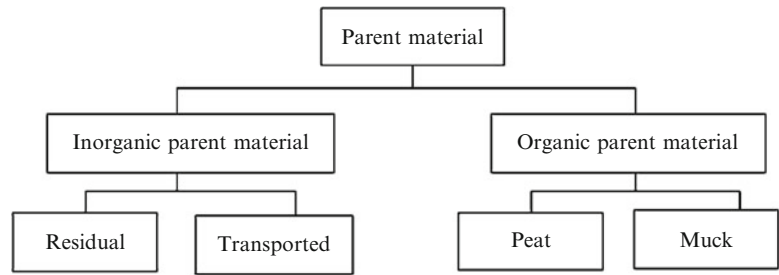 Parent material
Inorganic parent material
Organic parent material
Residual
Transported
Peat
Muck